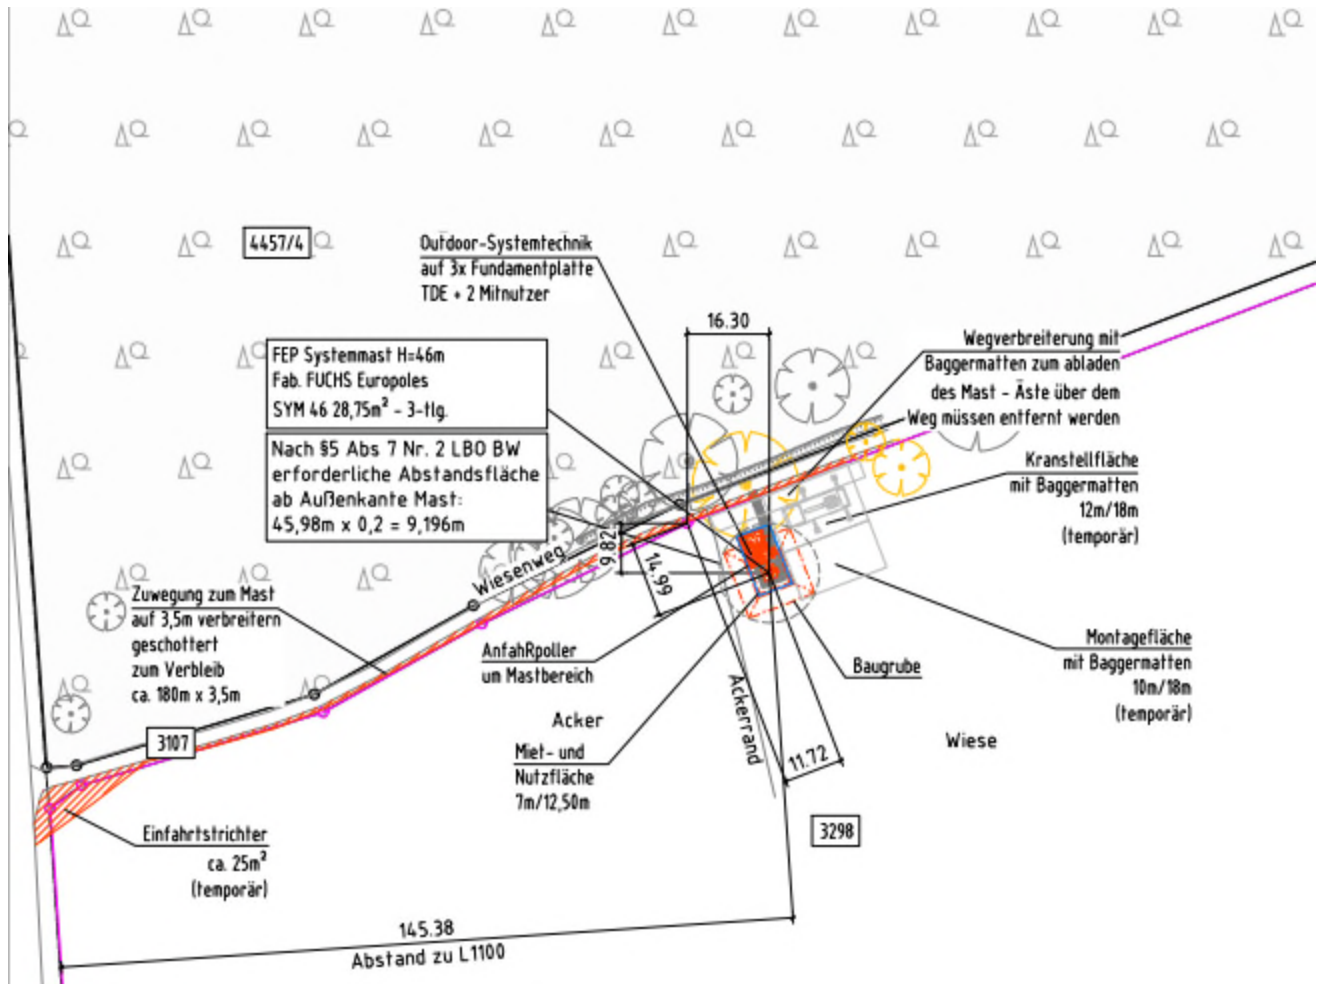 4457/4
Outdoor-Systemtechnik
auf 3x Fundamentplatte
TDE + 2 Mitnutzer
16.30
FEP Systemmast H=46m
Fab. FUCHS Europoles
SYM 46 28,75m² - 3-tlg.
Nach §5 Abs 7 Nr. 2 LBO BW
erforderliche Abstandsfläche
ab Außenkante Mast:
45,98m x 0,2 = 9,196m
Wegverbreiterung mit
Baggermatten zum abladen
des Mast - Äste über dem
Weg müssen entfernt werden
Kranstellfläche
mit Baggermatten
12m/18m
(temporär)
Wiesenweg
9.82
14.99
Zuwegung zum Mast
auf 3,5m verbreitern
geschottert
zum Verbleib
ca. 180m x 3,5m
AnfahRpoller
um Mastbereich
Baugrube
Montagefläche
mit Baggermatten
10m/18m
(temporär)
Ackerrand
Acker
Wiese
3107
Miet- und
Nutzfläche
7m/12,50m
11.72
3298
Einfahrtstrichter
ca. 25m²
(temporär)
145.38
Abstand zu L1100